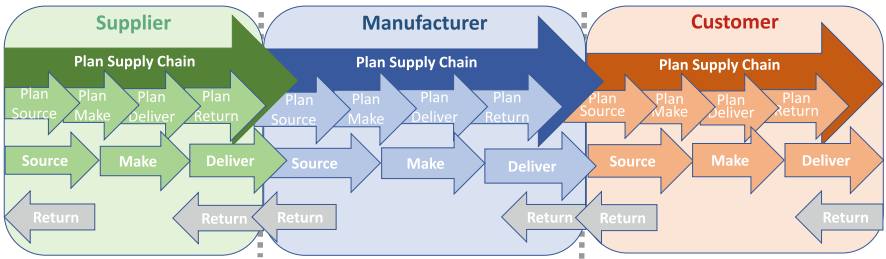 Supplier
Manufacturer
Customer
Plan Supply Chain
Plan Supply Chain
Plan Supply Chain
Plan Source
Plan Make
Plan Deliver
Plan Return
Plan Source
Plan Make
Plan Deliver
Plan Return
Plan Source
Plan Make
Plan Deliver
Plan Return
Source
Make
Deliver
Source
Make
Deliver
Source
Make
Deliver
Return
Return
Return
Return
Return
Return